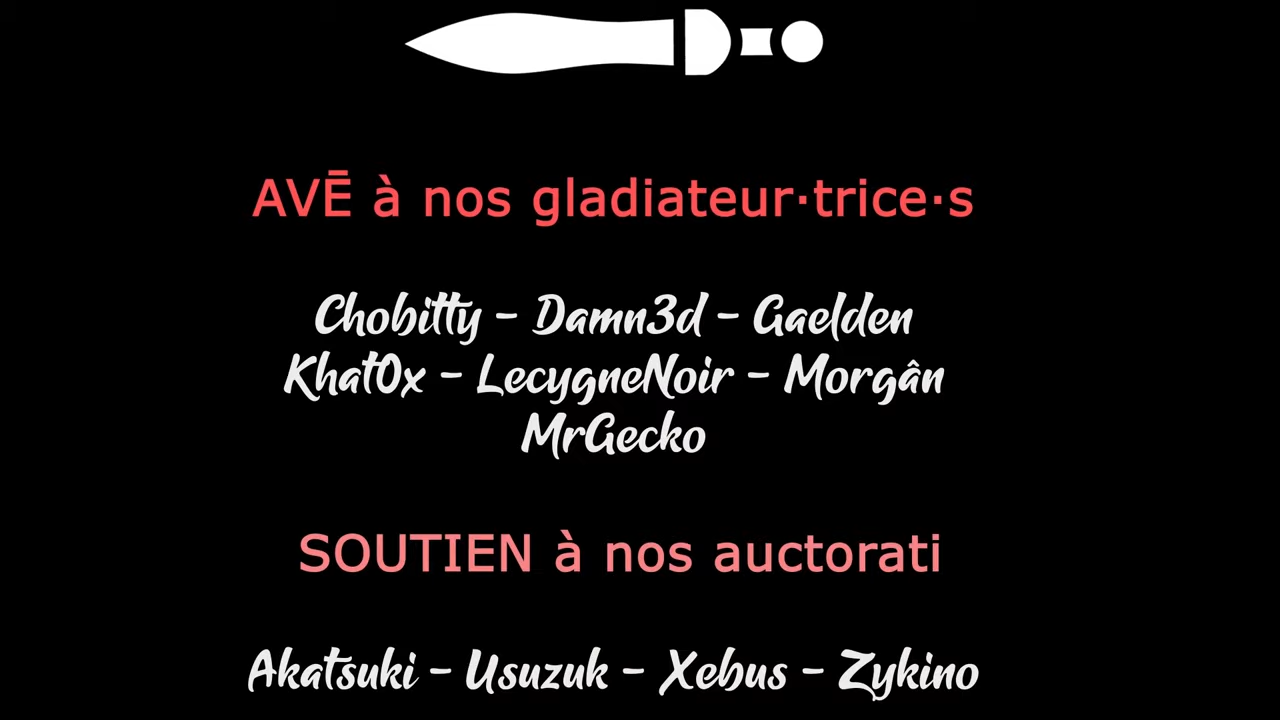 AVĒ à nos gladiateur·trice·s
Chobitty - Damn3d - Gaelden
Khat0x - LecygneNoir - Morgân
MrGecko
SOUTIEN à nos auctorati
Akatsuki - Usuzuk - Xebus - Zykino